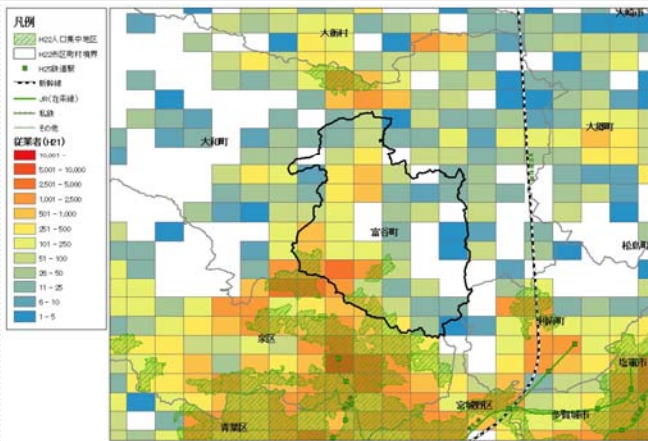 凡例
H22人口集中地区
H22市区町村境界
H25鉄道駅
新幹線
JR(在来線)
私鉄
その他
従業者(H21)
10,001 -
5,001 - 10,000
2,501 - 5,000
1,001 - 2,500
501 - 1,000
251 - 500
101 - 250
51 - 100
26 - 50
11 - 25
6 - 10
1 - 5
大崎市
大衡村
大郷町
大和町
富谷町
松島町
利府町
泉区
塩竈市
宮城野区
多賀城市
青葉区